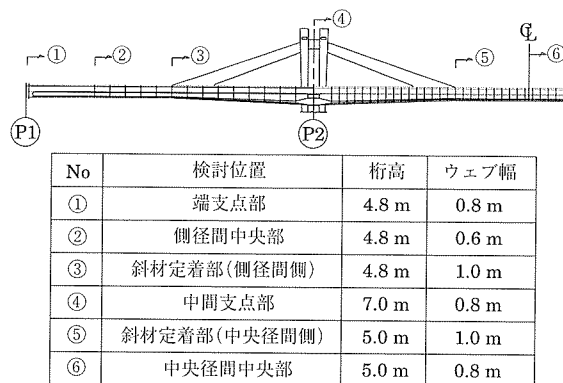 ④
① ② ③ ⑤ ℄ ⑥
P1 P2
No 検討位置 桁高 ウェブ幅
① 端支点部 4.8 m 0.8 m
② 側径間中央部 4.8 m 0.6 m
③ 斜材定着部(側径間側) 4.8 m 1.0 m
④ 中間支点部 7.0 m 0.8 m
⑤ 斜材定着部(中央径間側) 5.0 m 1.0 m
⑥ 中央径間中央部 5.0 m 0.8 m